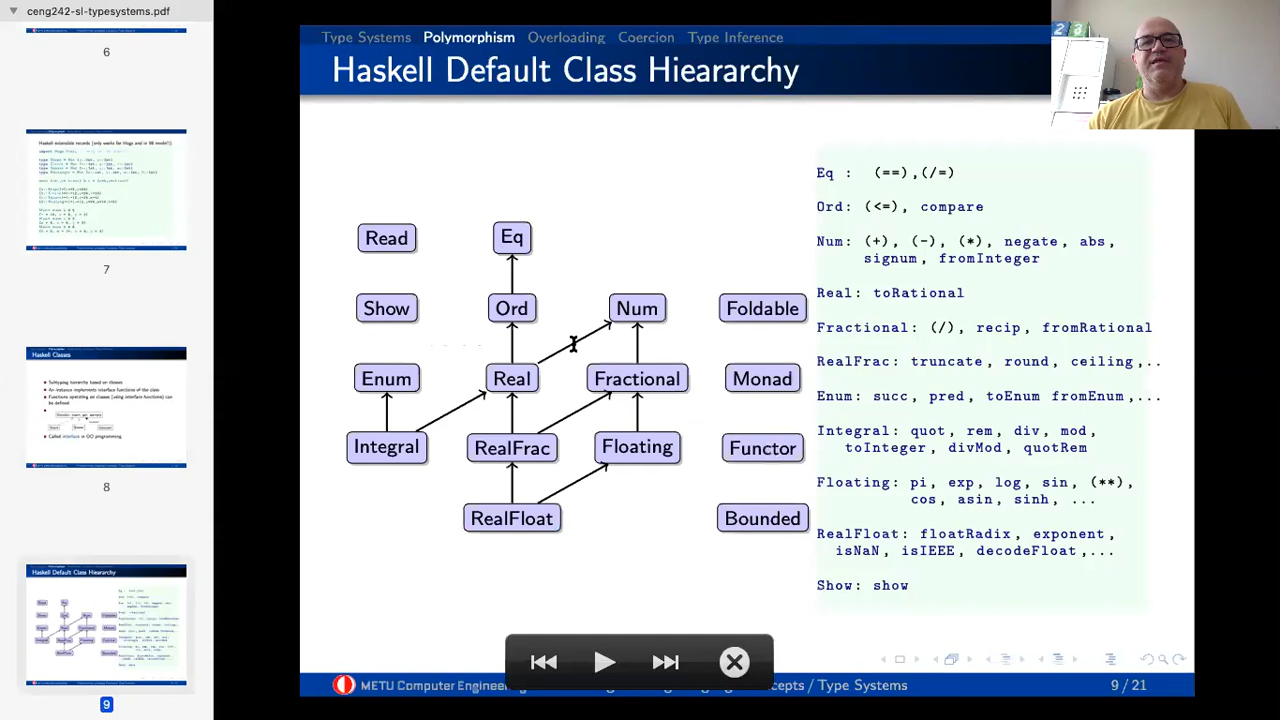 ceng242-sl-typesystems.pdf
6
7
Haskell Classes
8
Haskell Default Class Hieararchy
9
Type Systems Polymorphism Overloading Coercion Type Inference
Haskell Default Class Hieararchy
Read
Eq
Show
Ord
Num
Foldable
Enum
Real
Fractional
Monad
Integral
RealFrac
Floating
Functor
RealFloat
Bounded
Eq : (==),(/=)
Ord: (<=), compare
Num: (+), (-), (*), negate, abs,
signum, fromInteger
Real: toRational
Fractional: (/), recip, fromRational
RealFrac: truncate, round, ceiling,..
Enum: succ, pred, toEnum fromEnum,...
Integral: quot, rem, div, mod,
toInteger, divMod, quotRem
Floating: pi, exp, log, sin, (**),
cos, asin, sinh, ...
RealFloat: floatRadix, exponent,
isNaN, isIEEE, decodeFloat,...
Show: show
METU Computer Engineering
cepts / Type Systems
9 / 21